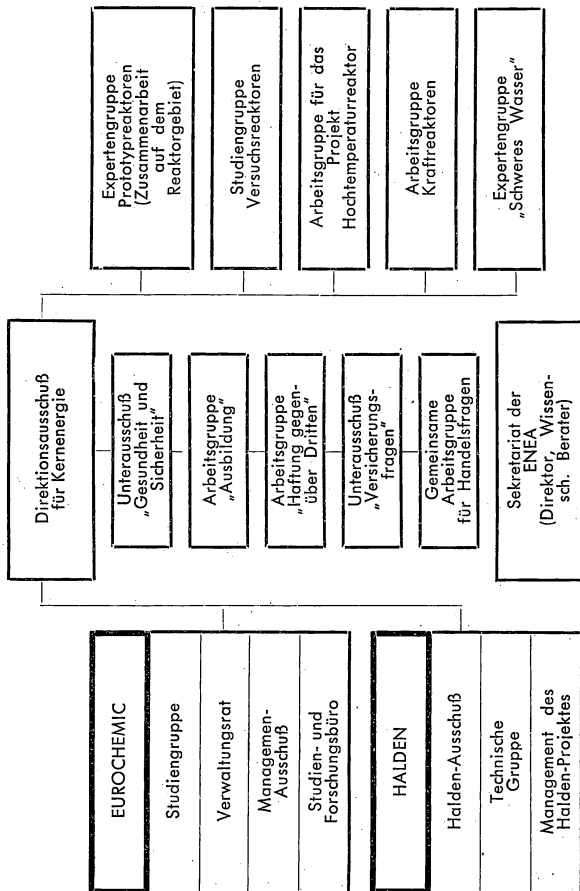 Direktionsausschuß
für Kernenergie
EUROCHEMIC
Studiengruppe
Verwaltungsrat
Managemen-
Ausschuß
Studien- und
Forschungsbüro
HALDEN
Halden-Ausschuß
Technische
Gruppe
Management des
Halden-Projektes
Unterausschuß
„Gesundheit und
Sicherheit"
Arbeitsgruppe
„Ausbildung"
Arbeitsgruppe
„Haftung gegen-
über Dritten"
Unterausschuß
„Versicherungs-
fragen"
Gemeinsame
Arbeitsgruppe
für Handelsfragen
Sekretariat der
ENEA
(Direktor, Wissen-
sch. Berater)
Expertengruppe
Prototypreaktoren
(Zusammenarbeit
auf dem
Reaktorgebiet)
Studiengruppe
Versuchsreaktoren
Arbeitsgruppe für das
Projekt
Hochtemperaturreaktor
Arbeitsgruppe
Kraftreaktoren
Expertengruppe
„Schweres Wasser"